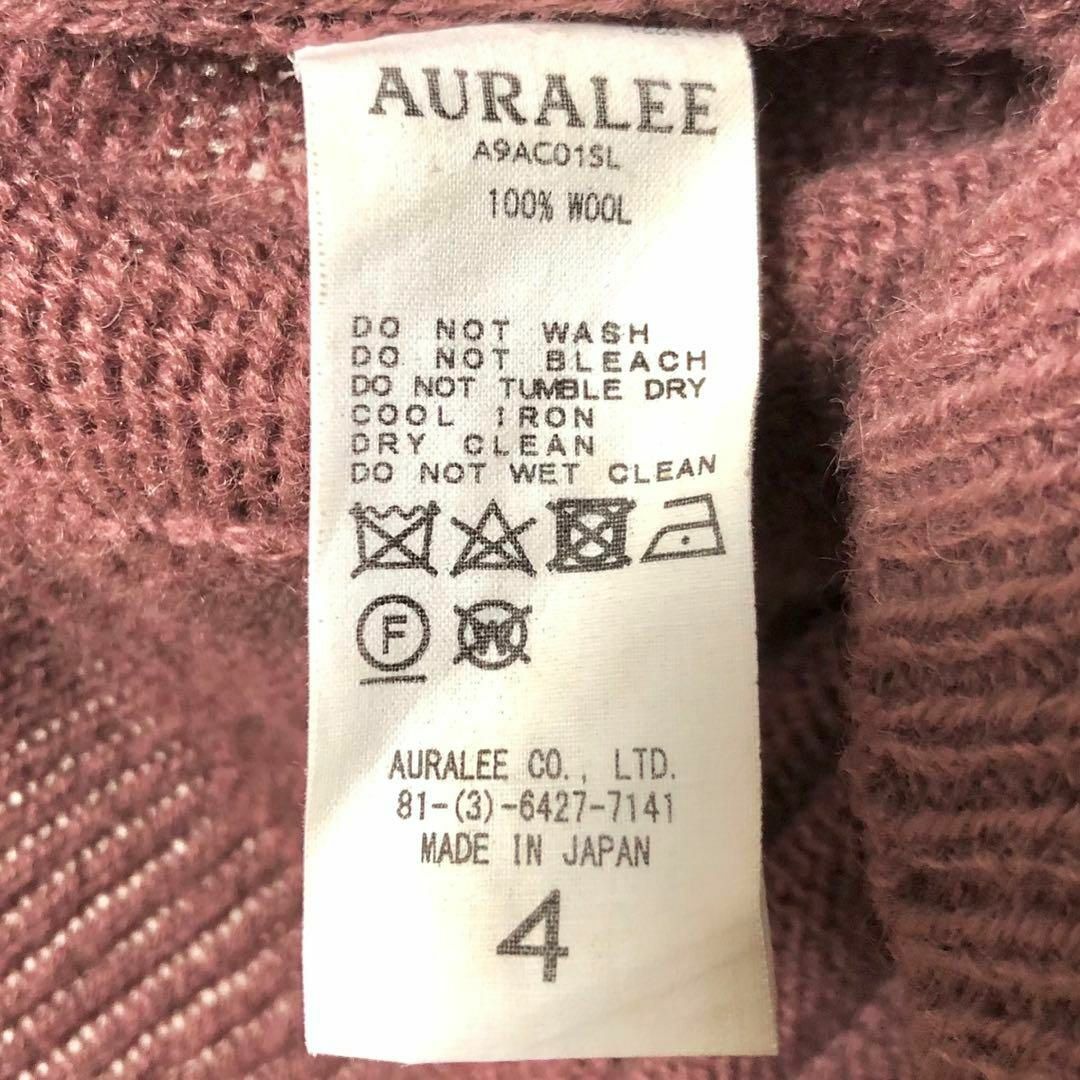 AURALEE
A9AC01SL
100% WOOL
DO NOT WASH
DO NOT BLEACH
DO NOT TUMBLE DRY
COOL IRON
DRY CLEAN
DO NOT WET CLEAN
F
W
AURALEE CO., LTD.
81-(3)-6427-7141
MADE IN JAPAN
4